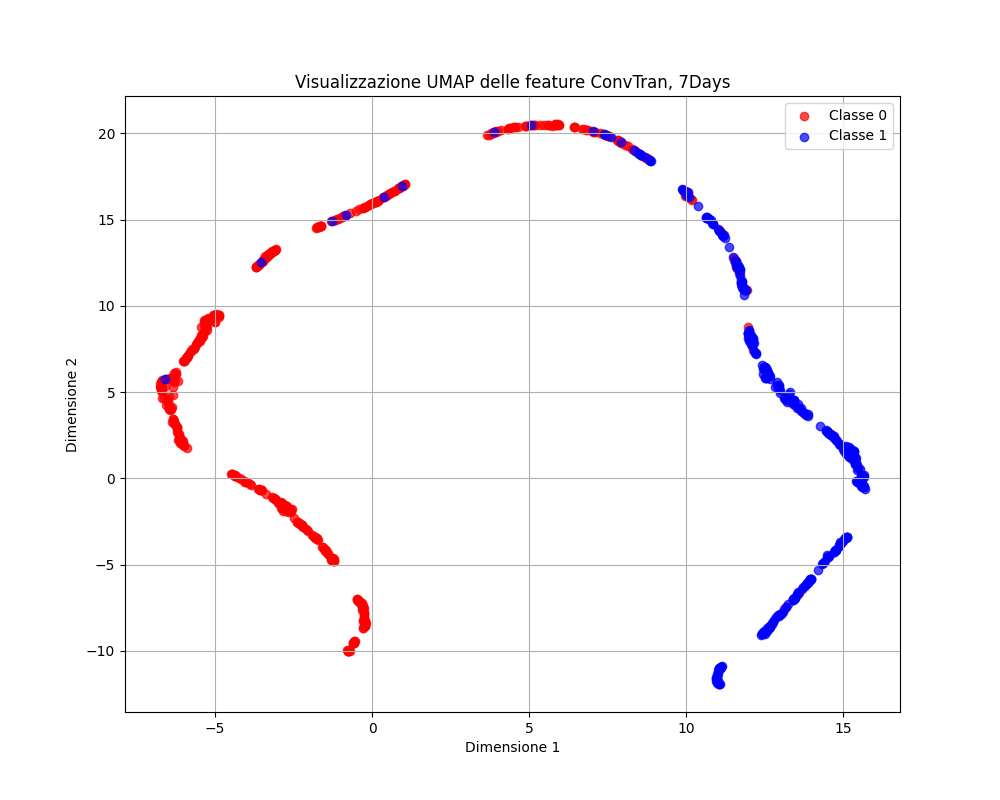 Visualizzazione UMAP delle feature ConvTran, 7Days
Classe 0
Classe 1
20
15
10
5
0
−5
−10
Dimensione 2
−5
0
5
10
15
Dimensione 1